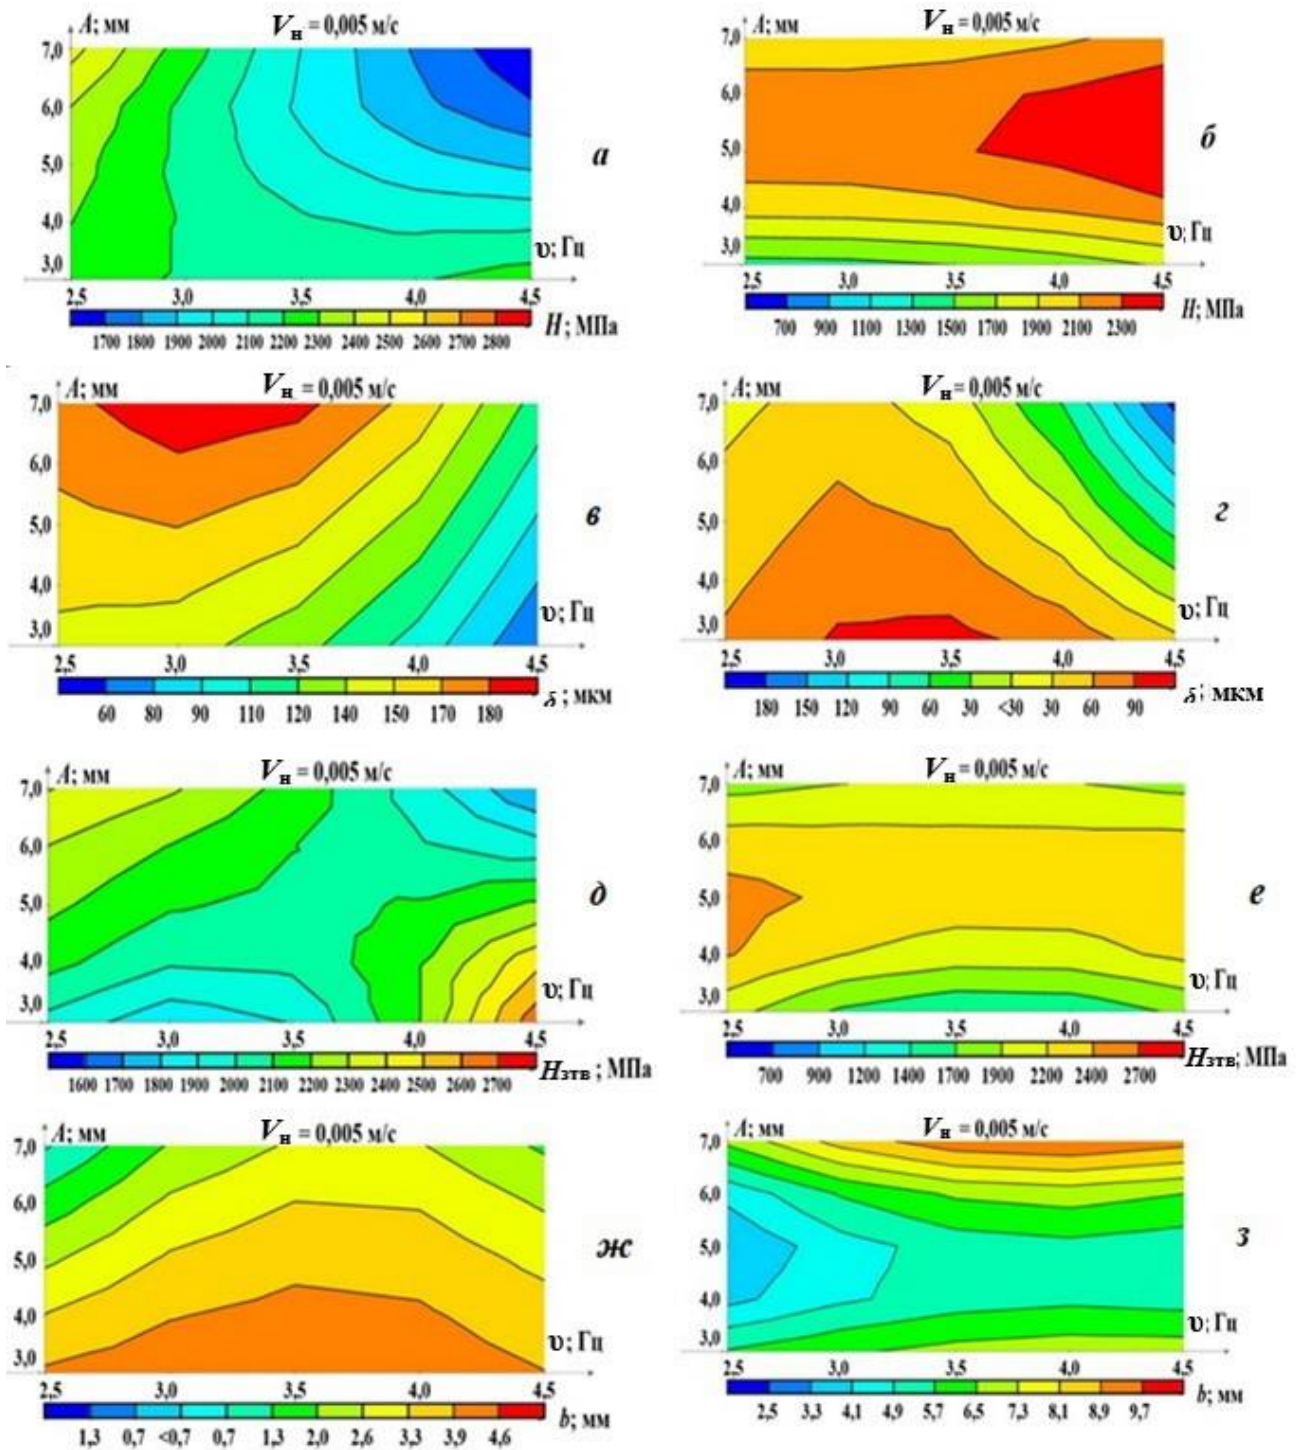 A; мм V н = 0,005 м/с
7,0
6,0
5,0
4,0
3,0
а
υ; Гц
2,5 3,0 3,5 4,0 4,5
1700 1800 1900 2000 2100 2200 2300 2400 2500 2600 2700 2800 H; МПа
A; мм V н = 0,005 м/с
7,0
6,0
5,0
4,0
3,0
б
υ; Гц
2,5 3,0 3,5 4,0 4,5
700 900 1100 1300 1500 1700 1900 2100 2300 H; МПа
A; мм V н = 0,005 м/с
7,0
6,0
5,0
4,0
3,0
в
υ; Гц
2,5 3,0 3,5 4,0 4,5
60 80 90 110 120 140 150 170 180 δ; мкм
A; мм V н = 0,005 м/с
7,0
6,0
5,0
4,0
3,0
г
υ; Гц
2,5 3,0 3,5 4,0 4,5
180 150 120 90 60 30 <30 30 60 90 δ; мкм
A; мм V н = 0,005 м/с
7,0
6,0
5,0
4,0
3,0
д
υ; Гц
2,5 3,0 3,5 4,0 4,5
1600 1700 1800 2000 2100 2200 2400 2500 2600 2700 Hзтв ; МПа
A; мм V н = 0,005 м/с
7,0
6,0
5,0
4,0
3,0
е
υ; Гц
2,5 3,0 3,5 4,0 4,5
700 900 1200 1400 1700 1900 2200 2400 2700 Hзтв; МПа
A; мм V н = 0,005 м/с
7,0
6,0
5,0
4,0
3,0
ж
υ; Гц
2,5 3,0 3,5 4,0 4,5
1,3 0,7 <0,7 0,7 1,3 2,0 2,6 3,3 3,9 4,6 b; мм
A; мм V н = 0,005 м/с
7,0
6,0
5,0
4,0
3,0
з
υ; Гц
2,5 3,0 3,5 4,0 4,5
2,5 3,3 4,1 4,9 5,7 6,5 7,3 8,1 8,9 9,7 b; мм